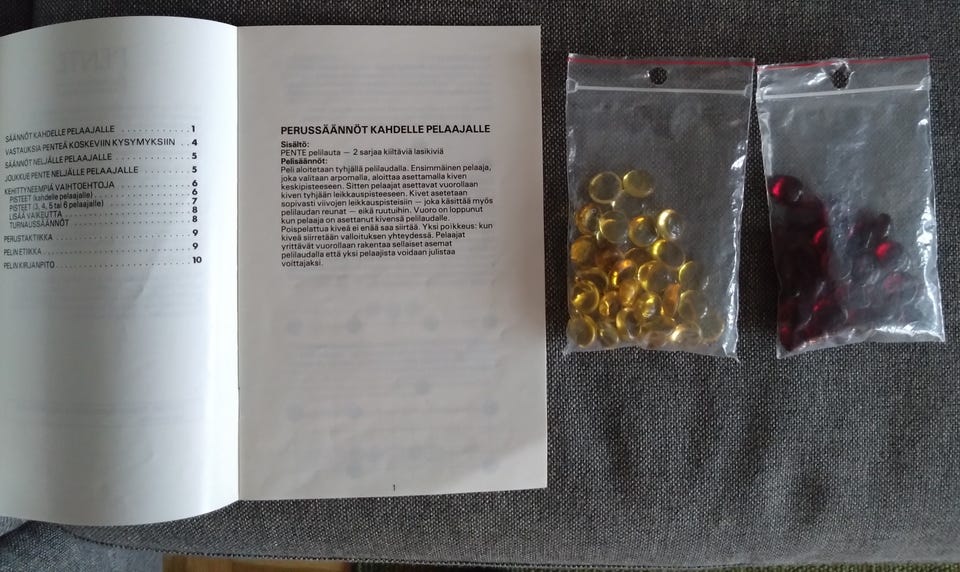 SÄÄNNÖT KAHDELLE PELAAJALLE . . . . . . . . . . . 1
VASTAUKSIA PENTEÄ KOSKEVIIN KYSYMYKSIIN . . 4
SÄÄNNÖT NELJÄLLE PELAAJALLE . . . . . . . . . . . 5
JOUKKUE PENTE NELJÄLLE PELAAJALLE . . . . . . 5
KEHITTYNEEMPIÄ VAIHTOEHTOJA . . . . . . . . . . 6
PISTEET (kahdelle pelaajalle) . . . . . . . . . . . . 6
PISTEET (3, 4, 5 tai 6 pelaajalle) . . . . . . . . . . 7
LISÄÄ VAIKEUTTA . . . . . . . . . . . . . . . . . 8
TURNAUSSÄÄNNÖT . . . . . . . . . . . . . . . . 8
PERUSTAKTIIKKA . . . . . . . . . . . . . . . . . . 9
PELIN ETIIKKA . . . . . . . . . . . . . . . . . . . 9
PELIN KIRJANPITO . . . . . . . . . . . . . . . . . 10
PERUSSÄÄNNÖT KAHDELLE PELAAJALLE
Sisältö:
PENTE pelilauta — 2 sarjaa kiiltäviä lasikiviä
Pelisäännöt:
Peli aloitetaan tyhjällä pelilaudalla. Ensimmäinen pelaaja,
joka valitaan arpomalla, aloittaa asettamalla kiven
keskipisteeseen. Sitten pelaajat asettavat vuorollaan
kiven tyhjään leikkauspisteeseen. Kivet asetetaan
sopivasti viivojen leikkauspisteisiin — joka käsittää myös
pelilaudan reunat — eikä ruutuihin. Vuoro on loppunut
kun pelaaja on asettanut kivensä pelilaudalle.
Poispelattua kiveä ei enää saa siirtää. Yksi poikkeus: kun
kiveä siirretään valloituksen yhteydessä. Pelaajat
yrittävät vuorollaan rakentaa sellaiset asemat
pelilaudalla että yksi pelaajista voidaan julistaa
voittajaksi.
1